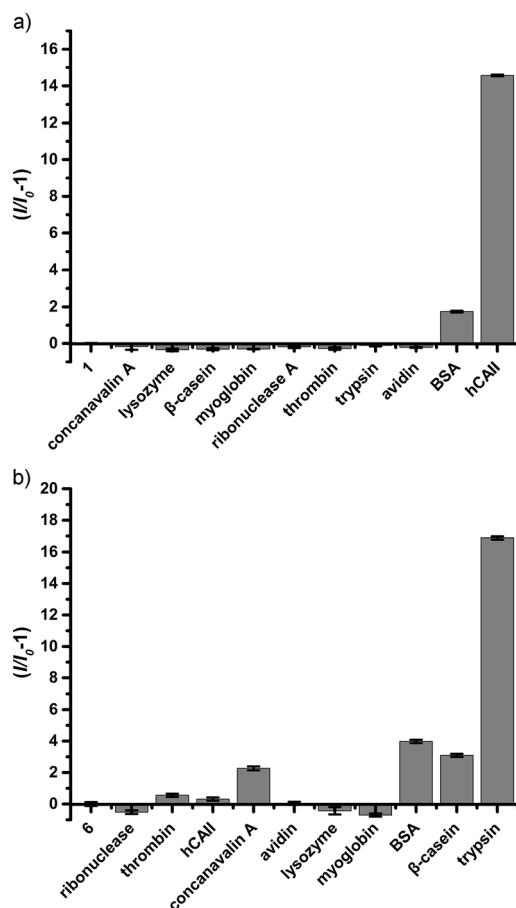 a)
16
14
12
10
8
6
4
2
0
(I/I0-1)
1
concanavalin A
lysozyme
β-casein
myoglobin
ribonuclease A
thrombin
trypsin
avidin
BSA
hCAII
b)
20
18
16
14
12
10
8
6
4
2
0
(I/I0-1)
6
ribonuclease
thrombin
hCAII
concanavalin A
avidin
lysozyme
myoglobin
BSA
β-casein
trypsin